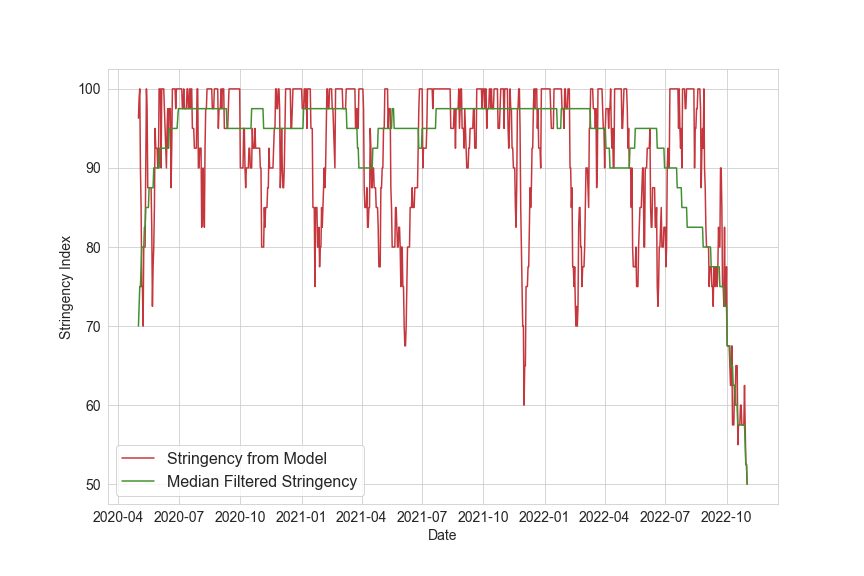 100
90
80
70
60
50
Stringency Index
Stringency from Model
Median Filtered Stringency
2020-04 2020-07 2020-10 2021-01 2021-04 2021-07 2021-10 2022-01 2022-04 2022-07 2022-10
Date